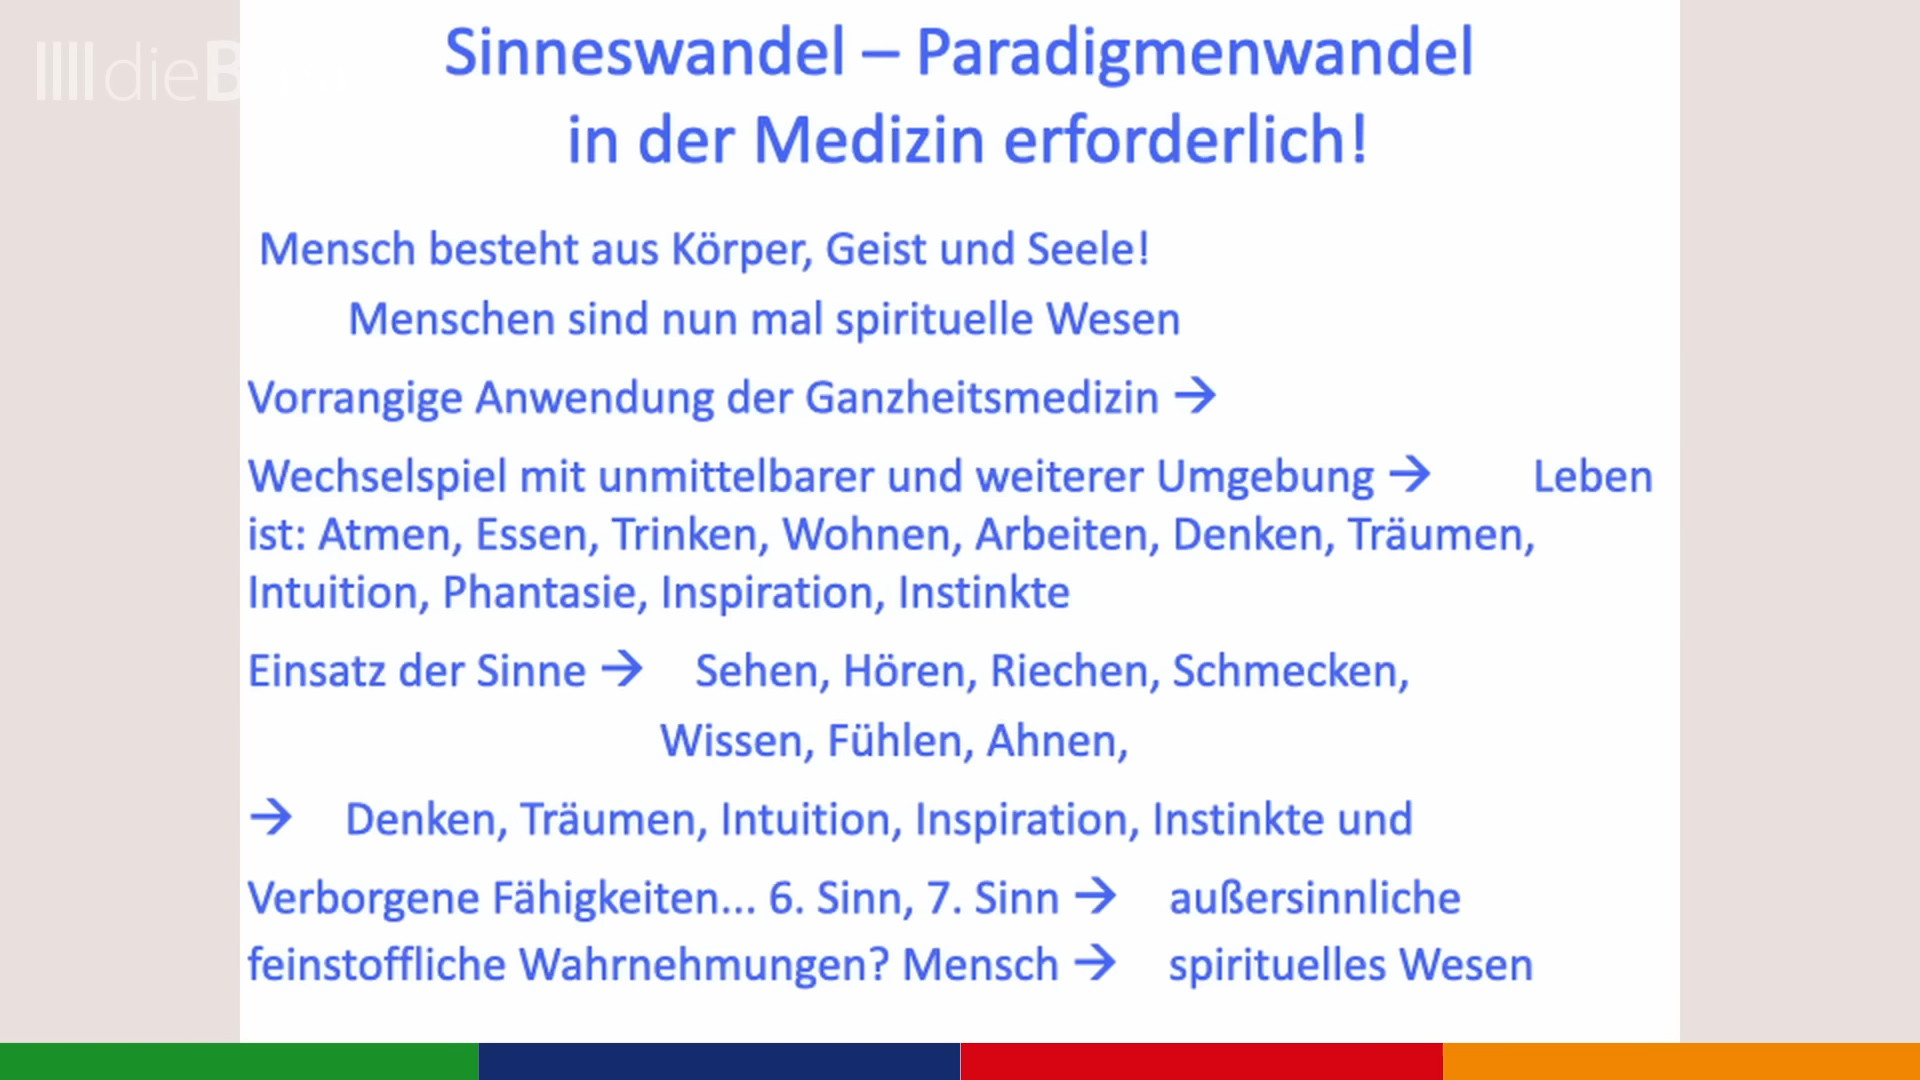 dieB
Sinneswandel – Paradigmenwandel
in der Medizin erforderlich!
Mensch besteht aus Körper, Geist und Seele!
Menschen sind nun mal spirituelle Wesen
Vorrangige Anwendung der Ganzheitsmedizin →
Wechselspiel mit unmittelbarer und weiterer Umgebung → Leben
ist: Atmen, Essen, Trinken, Wohnen, Arbeiten, Denken, Träumen,
Intuition, Phantasie, Inspiration, Instinkte
Einsatz der Sinne → Sehen, Hören, Riechen, Schmecken,
Wissen, Fühlen, Ahnen,
→ Denken, Träumen, Intuition, Inspiration, Instinkte und
Verborgene Fähigkeiten... 6. Sinn, 7. Sinn → außersinnliche
feinstoffliche Wahrnehmungen? Mensch → spirituelles Wesen